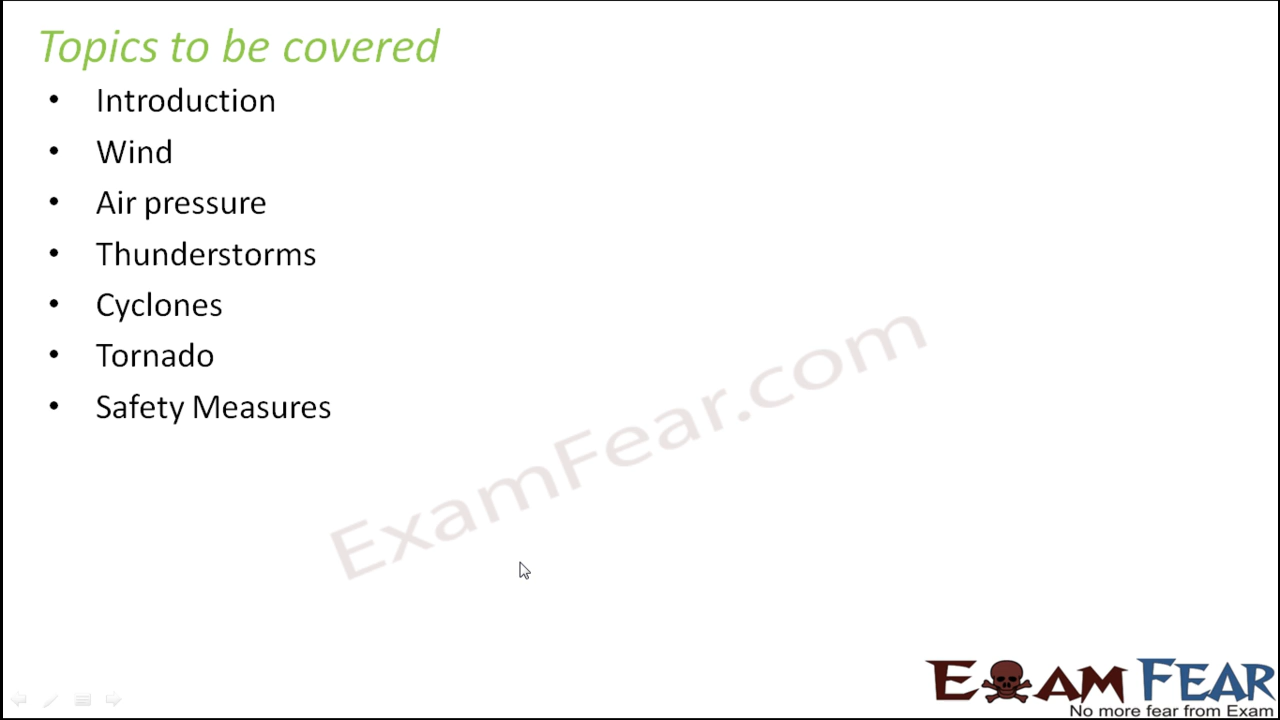 Topics to be covered
• Introduction
• Wind
• Air pressure
• Thunderstorms
• Cyclones
• Tornado
• Safety Measures
ExamFear.com
EXAM FEAR
No more fear from Exam